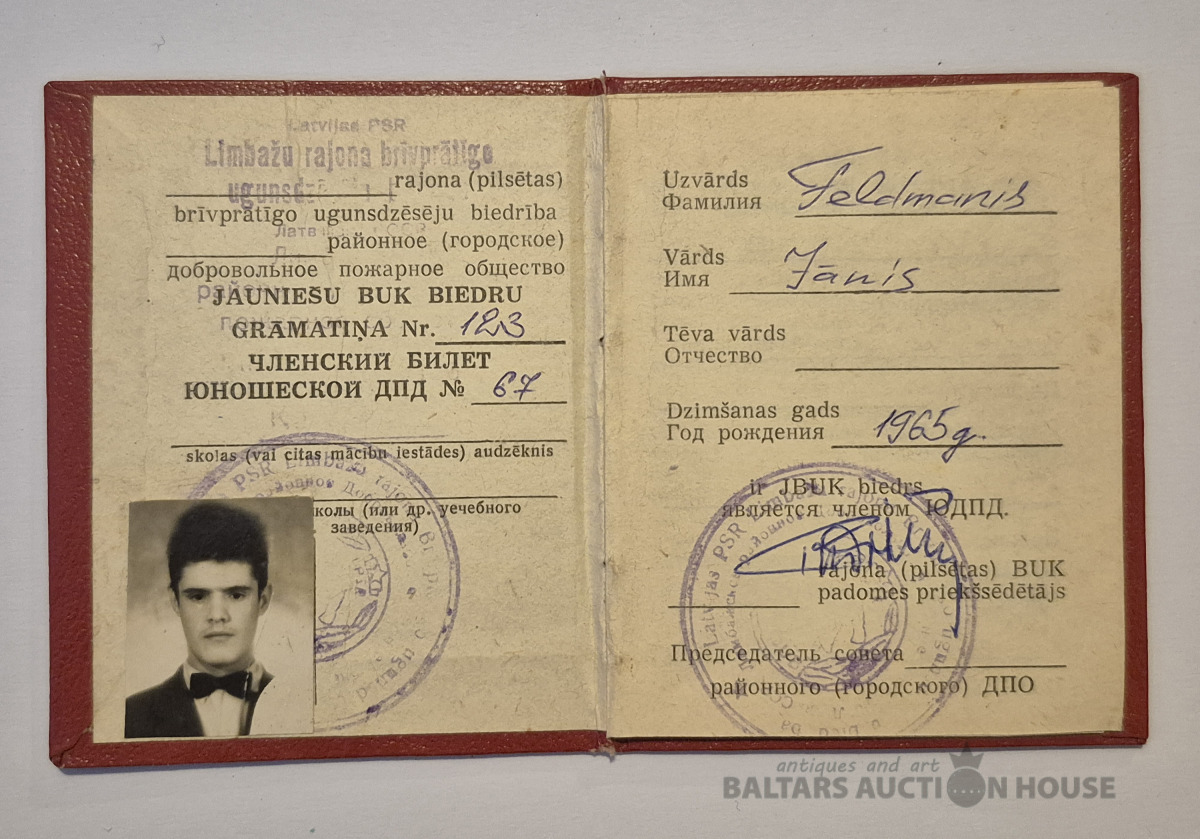 Latvijas PSR
Limbažu rajona brīvprātīgo
rajona (pilsētas)
brīvprātīgo ugunsdzēsēju biedrība
районное (городское)
добровольное пожарное общество
JAUNIEŠU BUK BIEDRU
GRĀMATIŅA Nr. 123
ЧЛЕНСКИЙ БИЛЕТ
ЮНОШЕСКОЙ ДПД № 67
skolas (vai citas mācību iestādes) audzēknis
колы (или др. уечебного
заведения)
Uzvārds Feldmanis
Фамилия
Vārds Jānis
Имя
Tēva vārds
Отчество
Dzimšanas gads 1965 g.
Год рождения
ir JBUK biedrs
является членом ЮДПД.
rajona (pilsētas) BUK
padomes priekšsēdētājs
Председатель совета
районного (городского) ДПО
antiques and art
BALTARS AUCTION HOUSE